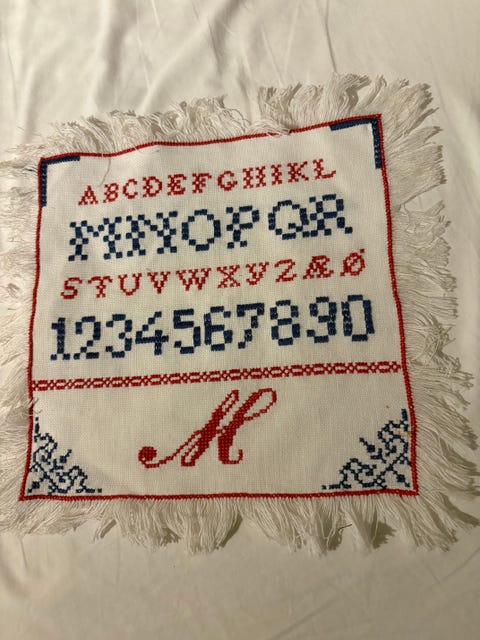 ABCDEFGHIKL
MNOPQR
STUVWXYZÆØ
1234567890
M